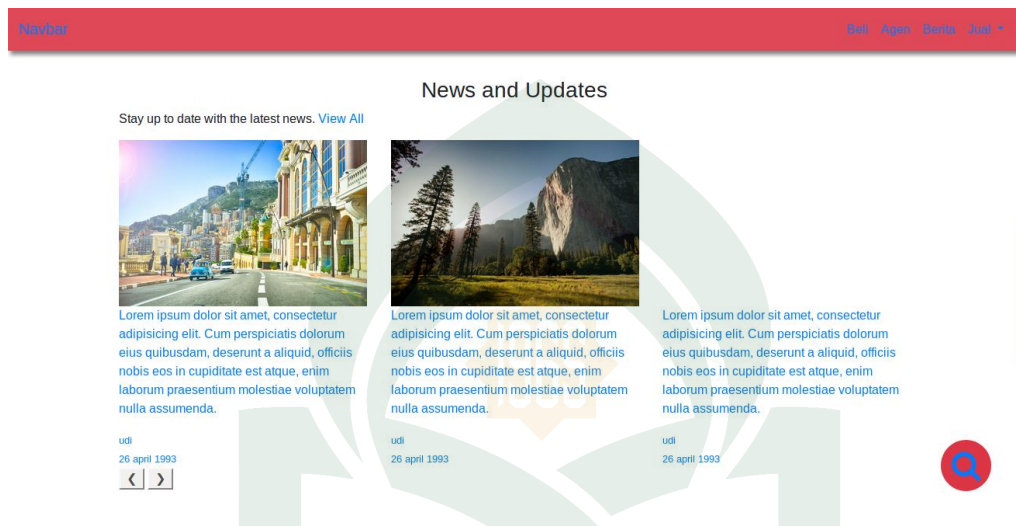 Navbar
Beli Agen Berita Jual
News and Updates
Stay up to date with the latest news. View All
Lorem ipsum dolor sit amet, consectetur
adipisicing elit. Cum perspiciatis dolorum
eius quibusdam, deserunt a aliquid, officiis
nobis eos in cupiditate est atque, enim
laborum praesentium molestiae voluptatem
nulla assumenda.
udi
26 april 1993
Lorem ipsum dolor sit amet, consectetur
adipisicing elit. Cum perspiciatis dolorum
eius quibusdam, deserunt a aliquid, officiis
nobis eos in cupiditate est atque, enim
laborum praesentium molestiae voluptatem
nulla assumenda.
udi
26 april 1993
Lorem ipsum dolor sit amet, consectetur
adipisicing elit. Cum perspiciatis dolorum
eius quibusdam, deserunt a aliquid, officiis
nobis eos in cupiditate est atque, enim
laborum praesentium molestiae voluptatem
nulla assumenda.
udi
26 april 1993
❮ ❯